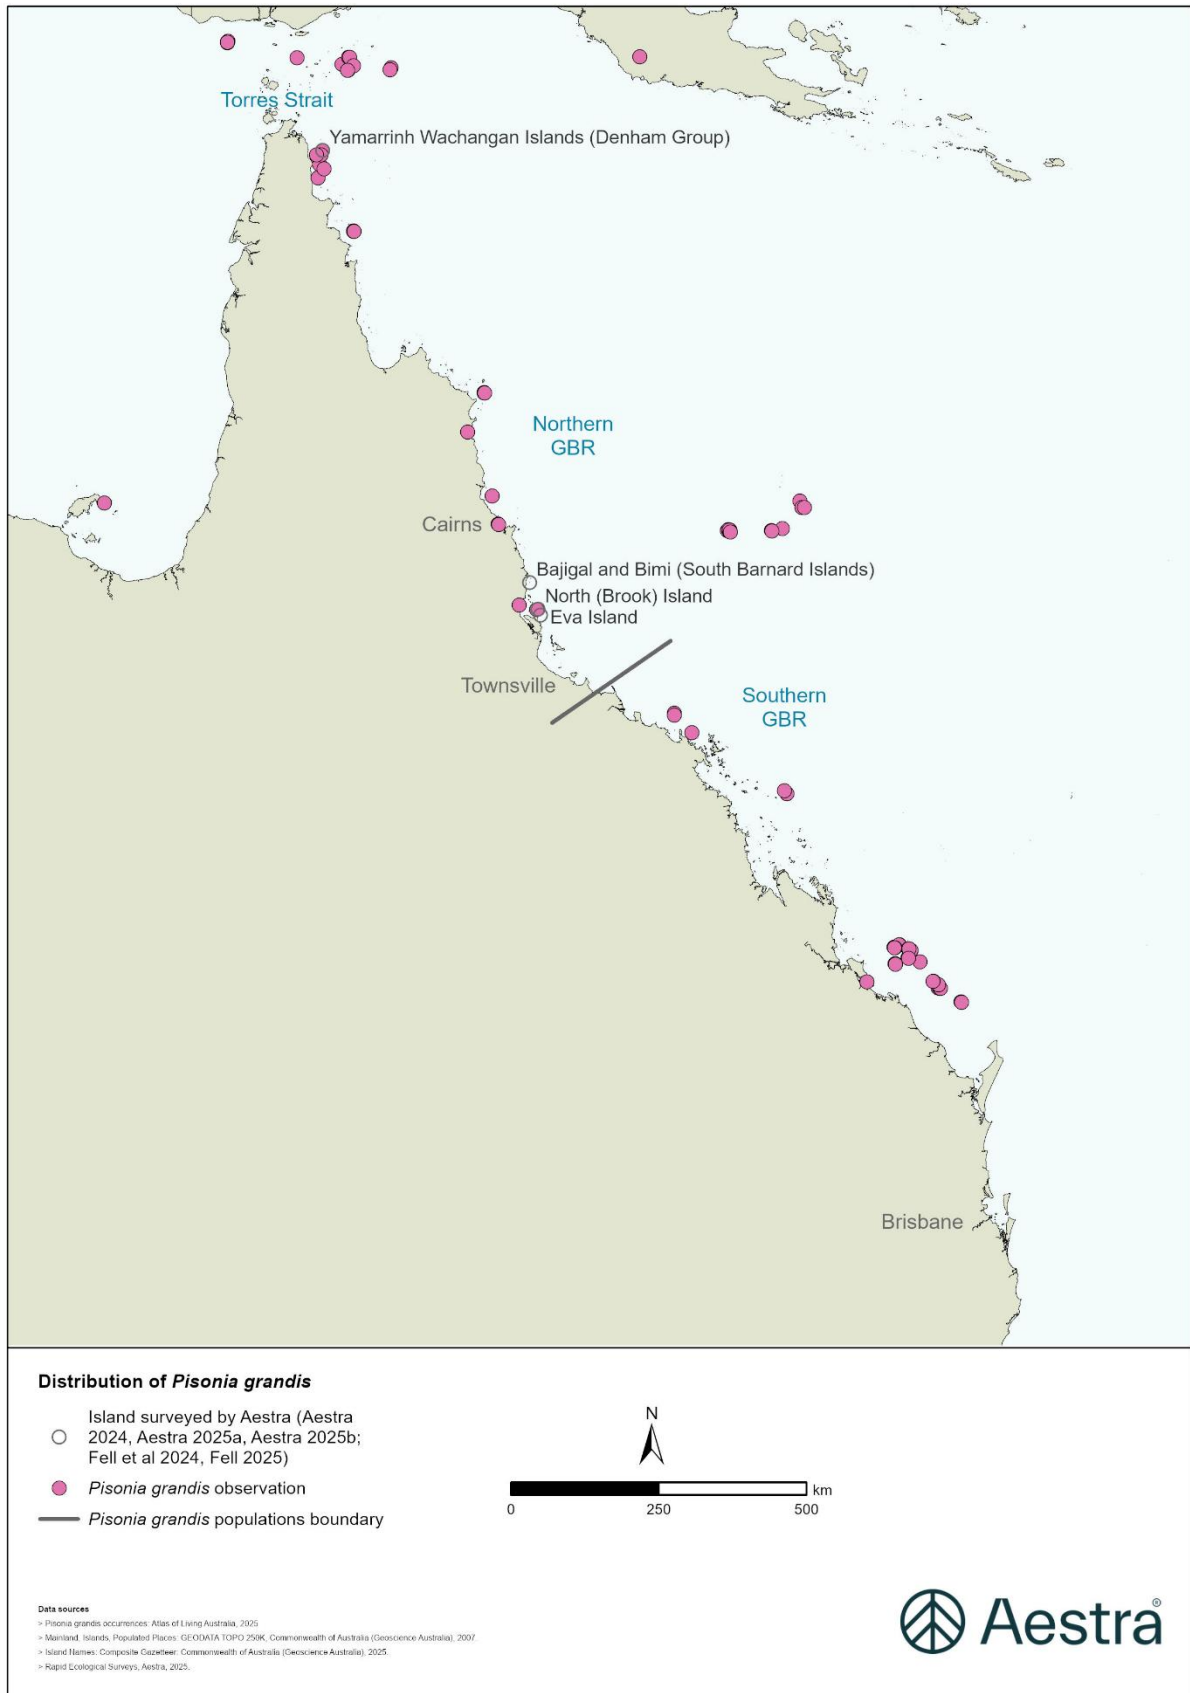 Torres Strait
Yamarrinh Wachangan Islands (Denham Group)
Northern
GBR
Cairns
Bajigal and Bimi (South Barnard Islands)
North (Brook) Island
Eva Island
Townsville
Southern
GBR
Brisbane
Distribution of Pisonia grandis
Island surveyed by Aestra (Aestra
2024, Aestra 2025a, Aestra 2025b;
Fell et al 2024, Fell 2025)
Pisonia grandis observation
Pisonia grandis populations boundary
N
km
0 250 500
Data sources
> Pisonia grandis occurrences: Atlas of Living Australia, 2025
> Mainland, Islands, Populated Places: GEODATA TOPO 250K, Commonwealth of Australia (Geoscience Australia), 2007.
> Island Names: Composite Gazetteer: Commonwealth of Australia (Geoscience Australia), 2025.
> Rapid Ecological Surveys, Aestra, 2025.
Aestra®